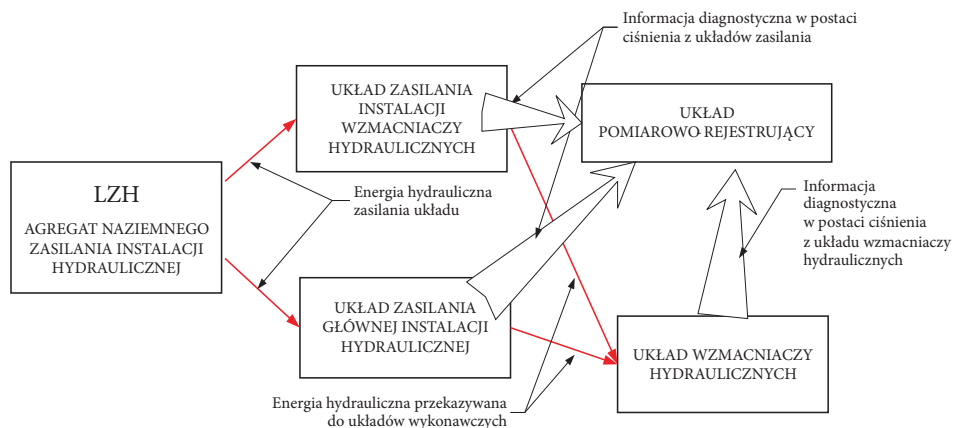 Informacja diagnostyczna w postaci
ciśnienia z układów zasilania
UKŁAD ZASILANIA
INSTALACJI
WZMACNIACZY
HYDRAULICZNYCH
UKŁAD
POMIAROWO REJESTRUJĄCY
LZH
AGREGAT NAZIEMNEGO
ZASILANIA INSTALACJI
HYDRAULICZNEJ
Energia hydrauliczna
zasilania układu
Informacja
diagnostyczna
w postaci ciśnienia
z układu wzmacniaczy
hydraulicznych
UKŁAD ZASILANIA
GŁÓWNEJ INSTALACJI
HYDRAULICZNEJ
UKŁAD WZMACNIACZY
HYDRAULICZNYCH
Energia hydrauliczna przekazywana
do układów wykonawczych